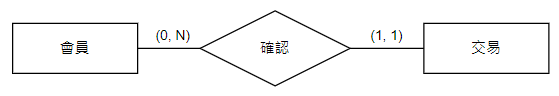 會員
(0, N)
確認
(1, 1)
交易